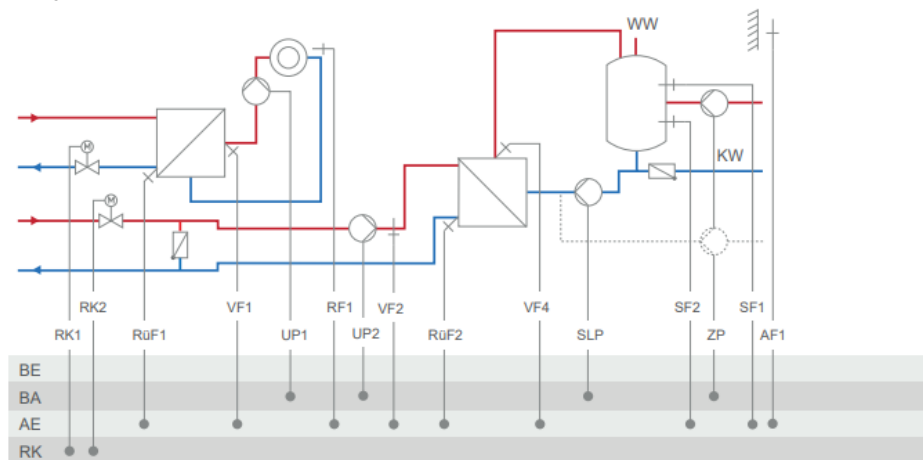 WW
M
KW
M
RK2 VF1 RF1 VF2 VF4 SF2 SF1
RK1 RüF1 UP1 UP2 RüF2 SLP ZP AF1
BE
BA
AE
RK